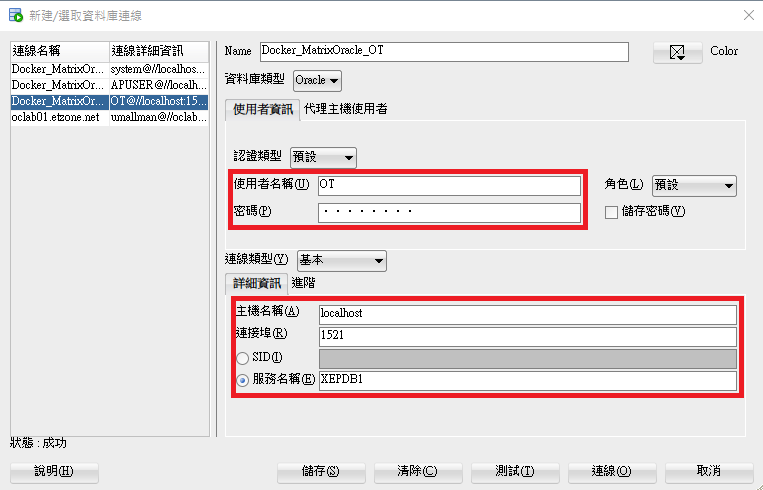 新建/選取資料庫連線
連線名稱 連線詳細資訊
Docker_MatrixOr... system@//localhos...
Docker_MatrixOr... APUSER@//localh...
Docker_MatrixOr... OT@//localhost:15...
oclab01.etzone.net umallman@//oclab...
Name Docker_MatrixOracle_OT Color
資料庫類型 Oracle
使用者資訊 代理主機使用者
認證類型 預設
使用者名稱(U) OT 角色(L) 預設
密碼(P) ········ 儲存密碼(V)
連線類型(Y) 基本
詳細資訊 進階
主機名稱(A) localhost
連接埠(R) 1521
SID(I)
服務名稱(E) XEPDB1
狀態 : 成功
說明(H) 儲存(S) 清除(C) 測試(T) 連線(O) 取消